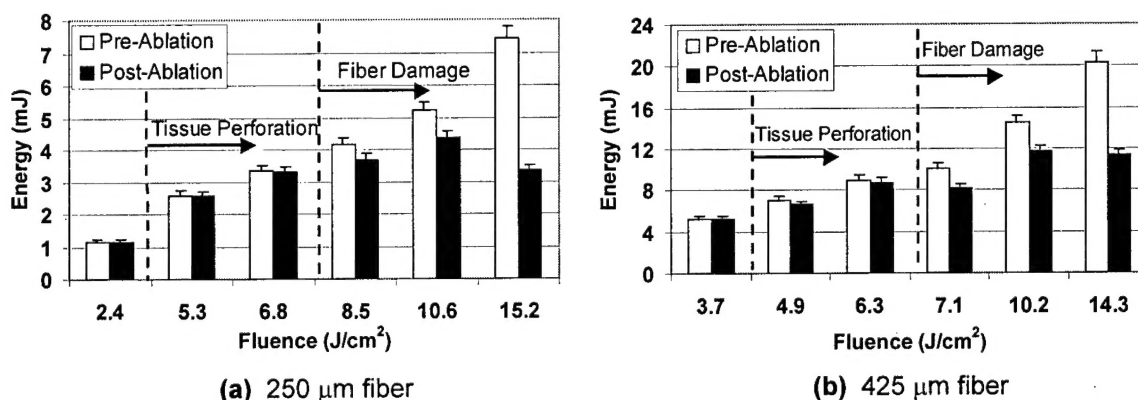 8
7
6
5
4
3
2
1
0
Energy (mJ)
Pre-Ablation
Post-Ablation
Fiber Damage
Tissue Perforation
2.4 5.3 6.8 8.5 10.6 15.2
Fluence (J/cm²)
(a) 250 μm fiber
24
20
16
12
8
4
0
Energy (mJ)
Pre-Ablation
Post-Ablation
Fiber Damage
Tissue Perforation
3.7 4.9 6.3 7.1 10.2 14.3
Fluence (J/cm²)
(b) 425 μm fiber